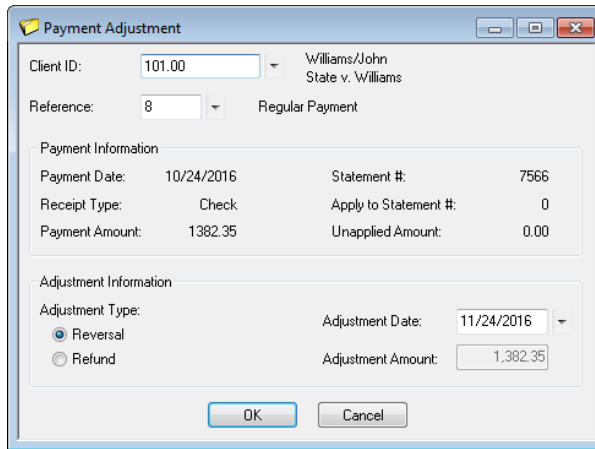 Payment Adjustment
Client ID: 101.00 Williams/John
State v. Williams
Reference: 8 Regular Payment
Payment Information
Payment Date: 10/24/2016 Statement #: 7566
Receipt Type: Check Apply to Statement #: 0
Payment Amount: 1382.35 Unapplied Amount: 0.00
Adjustment Information
Adjustment Type:
Reversal Adjustment Date: 11/24/2016
Refund Adjustment Amount: 1,382.35
OK Cancel